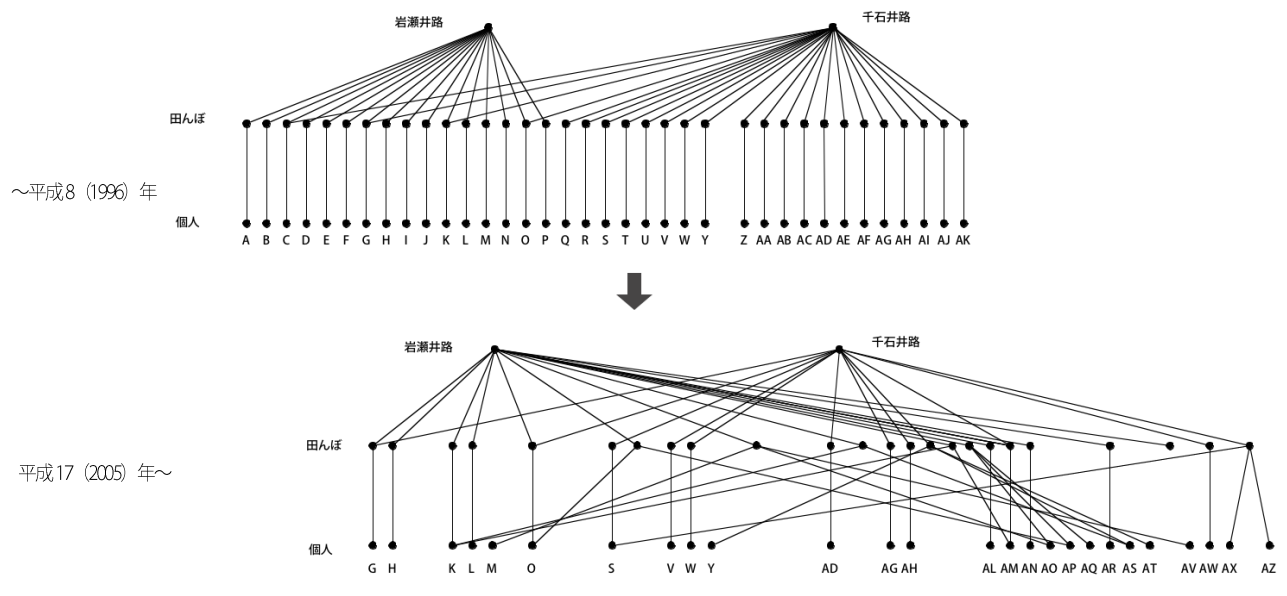 岩瀬井路 千石井路
田んぼ
～平成8（1996）年
個人
A B C D E F G H I J K L M N O P Q R S T U V W Y Z AA AB AC AD AE AF AG AH AI AJ AK
岩瀬井路 千石井路
田んぼ
平成17（2005）年～
個人
G H K L M O S V W Y AD AG AH AL AM AN AO AP AQ AR AS AT AV AW AX AZ